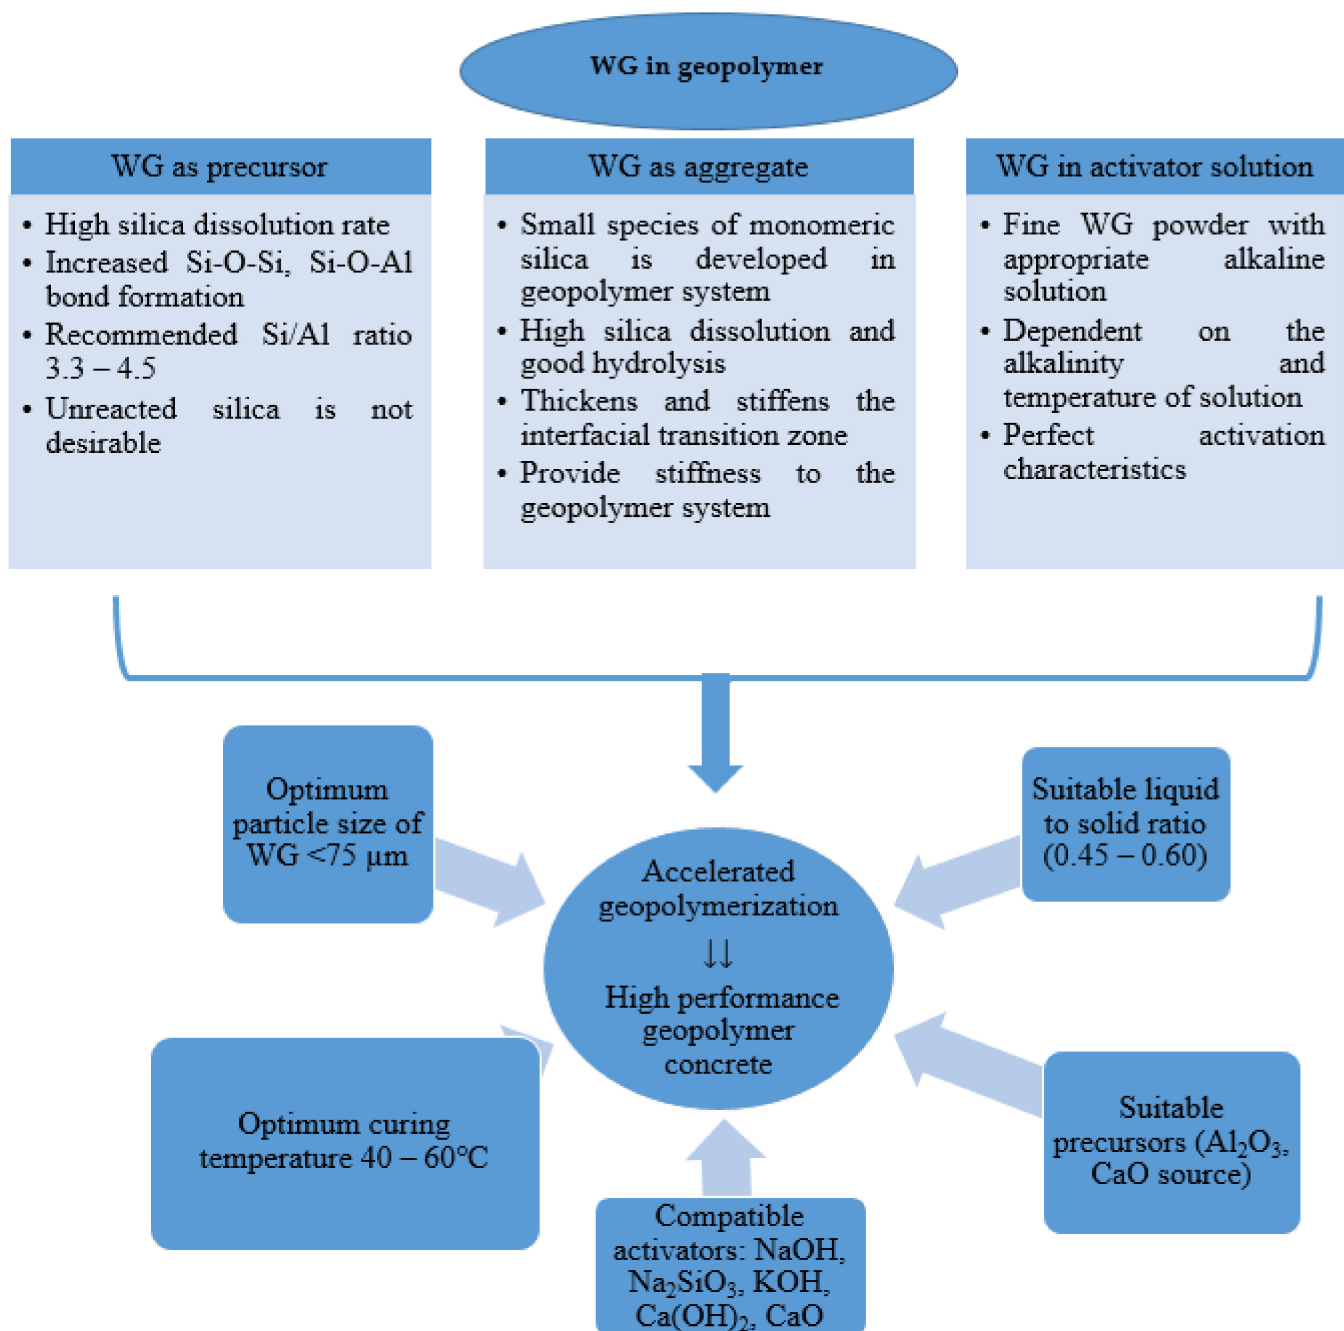 WG in geopolymer
WG as precursor
• High silica dissolution rate
• Increased Si-O-Si, Si-O-Al
bond formation
• Recommended Si/Al ratio
3.3 – 4.5
• Unreacted silica is not
desirable
WG as aggregate
• Small species of monomeric
silica is developed in
geopolymer system
• High silica dissolution and
good hydrolysis
• Thickens and stiffens the
interfacial transition zone
• Provide stiffness to the
geopolymer system
WG in activator solution
• Fine WG powder with
appropriate alkaline
solution
• Dependent on the
alkalinity and
temperature of solution
• Perfect activation
characteristics
Optimum
particle size of
WG <75 µm
Suitable liquid
to solid ratio
(0.45 – 0.60)
Accelerated
geopolymerization
↓↓
High performance
geopolymer
concrete
Optimum curing
temperature 40 – 60℃
Suitable
precursors (Al₂O₃,
CaO source)
Compatible
activators: NaOH,
Na₂SiO₃, KOH,
Ca(OH)₂, CaO